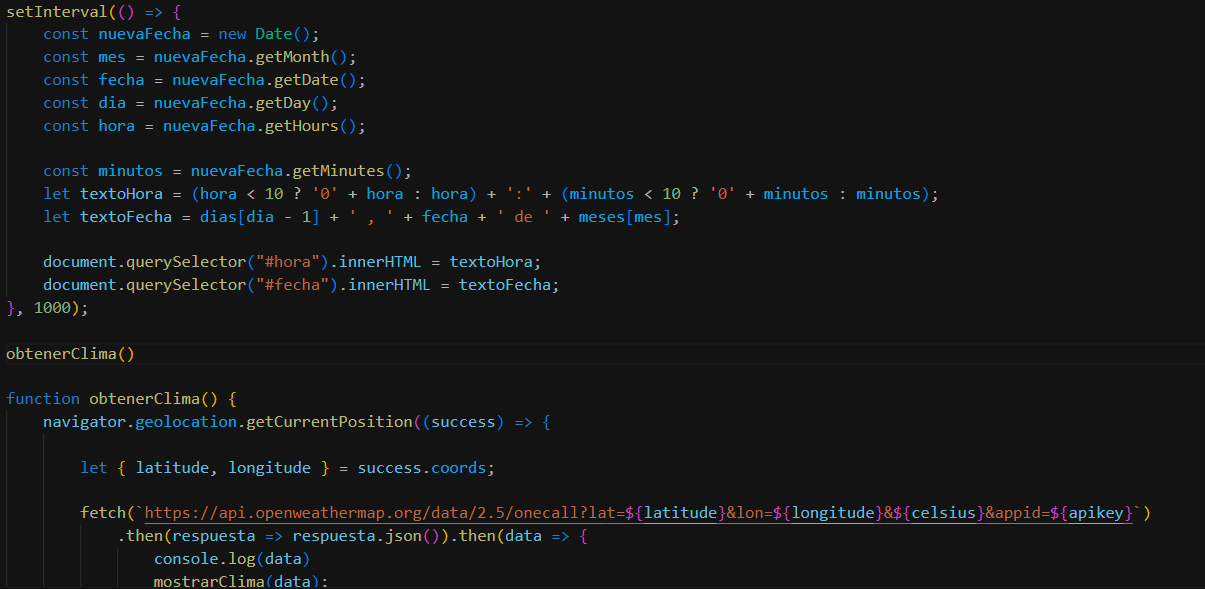 setInterval(() => {
    const nuevaFecha = new Date();
    const mes = nuevaFecha.getMonth();
    const fecha = nuevaFecha.getDate();
    const dia = nuevaFecha.getDay();
    const hora = nuevaFecha.getHours();

    const minutos = nuevaFecha.getMinutes();
    let textoHora = (hora < 10 ? '0' + hora : hora) + ':' + (minutos < 10 ? '0' + minutos : minutos);
    let textoFecha = dias[dia - 1] + ' , ' + fecha + ' de ' + meses[mes];

    document.querySelector("#hora").innerHTML = textoHora;
    document.querySelector("#fecha").innerHTML = textoFecha;
}, 1000);

obtenerClima()

function obtenerClima() {
    navigator.geolocation.getCurrentPosition((success) => {

        let { latitude, longitude } = success.coords;

        fetch(`https://api.openweathermap.org/data/2.5/onecall?lat=${latitude}&lon=${longitude}&${celsius}&appid=${apikey}`)
            .then(respuesta => respuesta.json()).then(data => {
                console.log(data)
                mostrarClima(data);